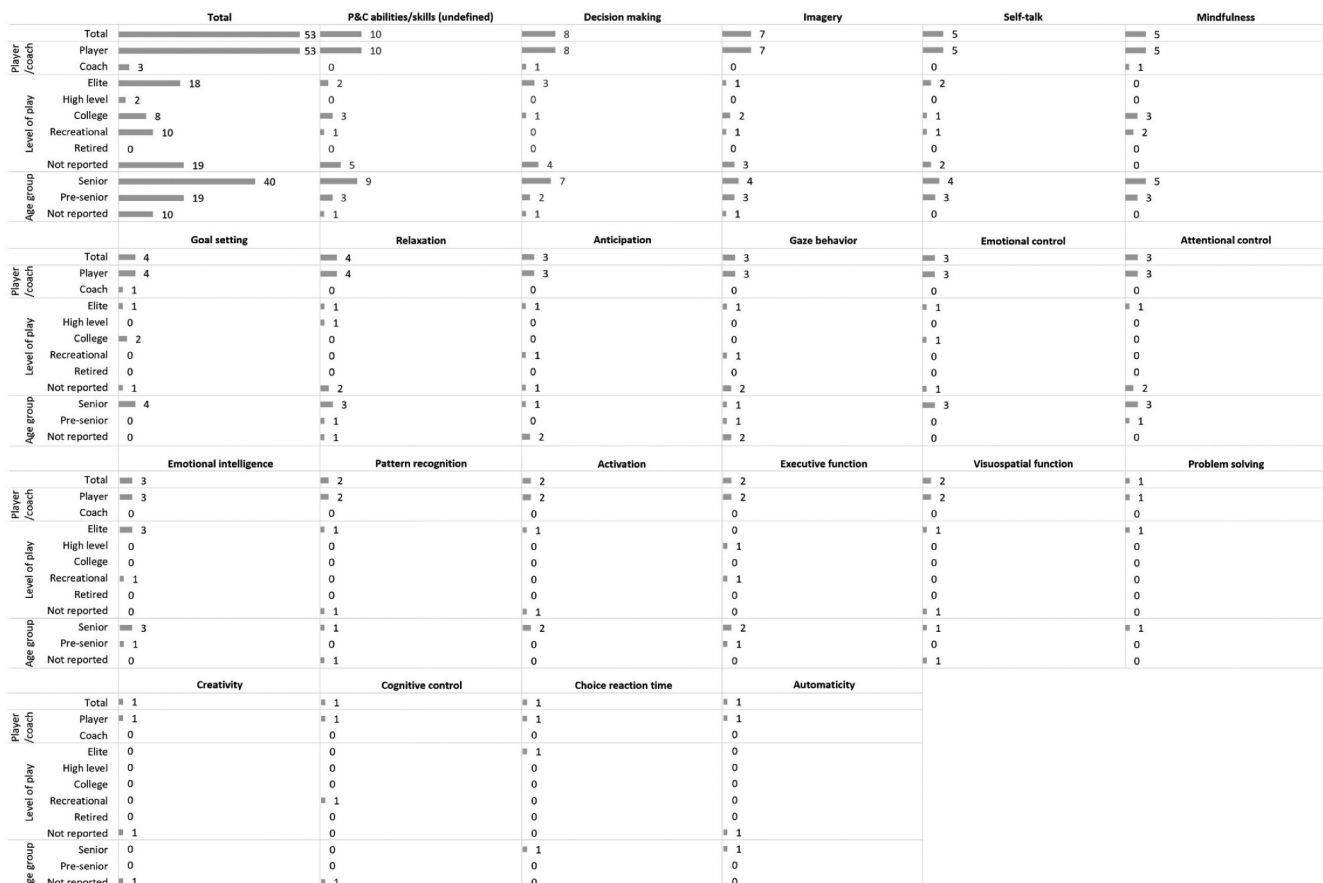 Total P&C abilities/skills (undefined) Decision making Imagery Self-talk Mindfulness
Player /coach
Total 53 10 8 7 5 5
Player 53 10 8 7 5 5
Coach 3 0 1 0 0 1
Level of play
Elite 18 2 3 1 2 0
High level 2 0 0 0 0 0
College 8 3 1 2 1 3
Recreational 10 1 0 1 1 2
Retired 0 0 0 0 0 0
Not reported 19 5 4 3 2 0
Age group
Senior 40 9 7 4 4 5
Pre-senior 19 3 2 3 3 3
Not reported 10 1 1 1 0 0
Goal setting Relaxation Anticipation Gaze behavior Emotional control Attentional control
Player /coach
Total 4 4 3 3 3 3
Player 4 4 3 3 3 3
Coach 1 0 0 0 0 0
Level of play
Elite 1 1 1 1 1 1
High level 0 1 0 0 0 0
College 2 0 0 0 1 0
Recreational 0 0 1 1 0 0
Retired 0 0 0 0 0 0
Not reported 1 2 1 2 1 2
Age group
Senior 4 3 1 1 3 3
Pre-senior 0 1 0 1 0 1
Not reported 0 1 2 2 0 0
Emotional intelligence Pattern recognition Activation Executive function Visuospatial function Problem solving
Player /coach
Total 3 2 2 2 2 1
Player 3 2 2 2 2 1
Coach 0 0 0 0 0 0
Level of play
Elite 3 1 1 0 1 1
High level 0 0 0 1 0 0
College 0 0 0 0 0 0
Recreational 1 0 0 1 0 0
Retired 0 0 0 0 0 0
Not reported 0 1 1 0 1 0
Age group
Senior 3 1 2 2 1 1
Pre-senior 1 0 0 1 0 0
Not reported 0 1 0 0 1 0
Creativity Cognitive control Choice reaction time Automaticity
Player /coach
Total 1 1 1 1
Player 1 1 1 1
Coach 0 0 0 0
Level of play
Elite 0 0 1 0
High level 0 0 0 0
College 0 0 0 0
Recreational 0 1 0 0
Retired 0 0 0 0
Not reported 1 0 0 1
ge group
Senior 0 0 1 1
Pre-senior 0 0 0 0
Not reported 1 1 0 0